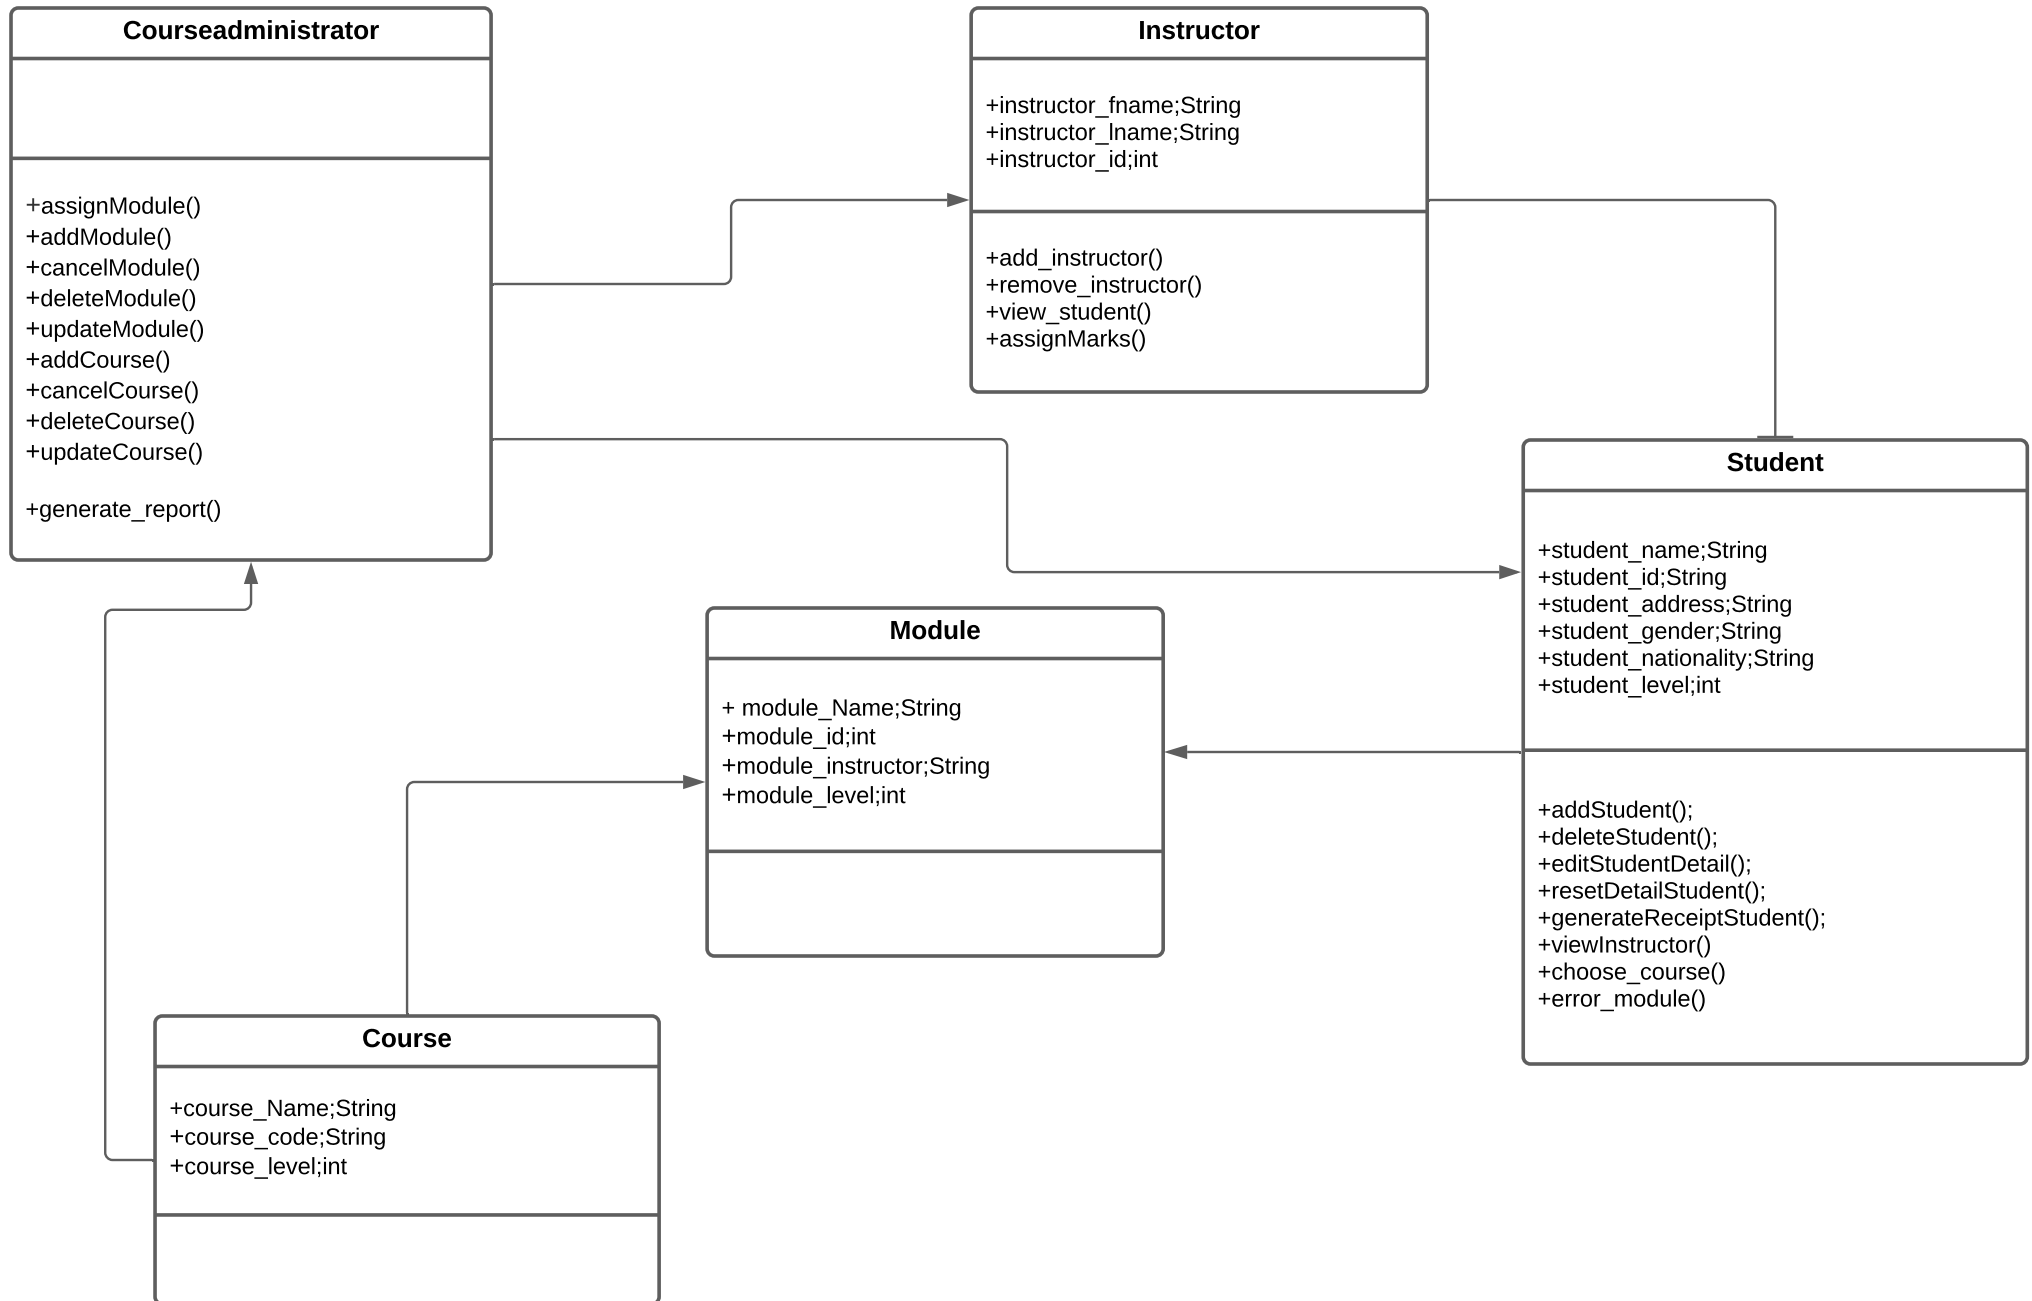 Courseadministrator
+assignModule()
+addModule()
+cancelModule()
+deleteModule()
+updateModule()
+addCourse()
+cancelCourse()
+deleteCourse()
+updateCourse()
+generate_report()
Instructor
+instructor_fname;String
+instructor_lname;String
+instructor_id;int
+add_instructor()
+remove_instructor()
+view_student()
+assignMarks()
Student
+student_name;String
+student_id;String
+student_address;String
+student_gender;String
+student_nationality;String
+student_level;int
+addStudent();
+deleteStudent();
+editStudentDetail();
+resetDetailStudent();
+generateReceiptStudent();
+viewInstructor()
+choose_course()
+error_module()
Module
+ module_Name;String
+module_id;int
+module_instructor;String
+module_level;int
Course
+course_Name;String
+course_code;String
+course_level;int